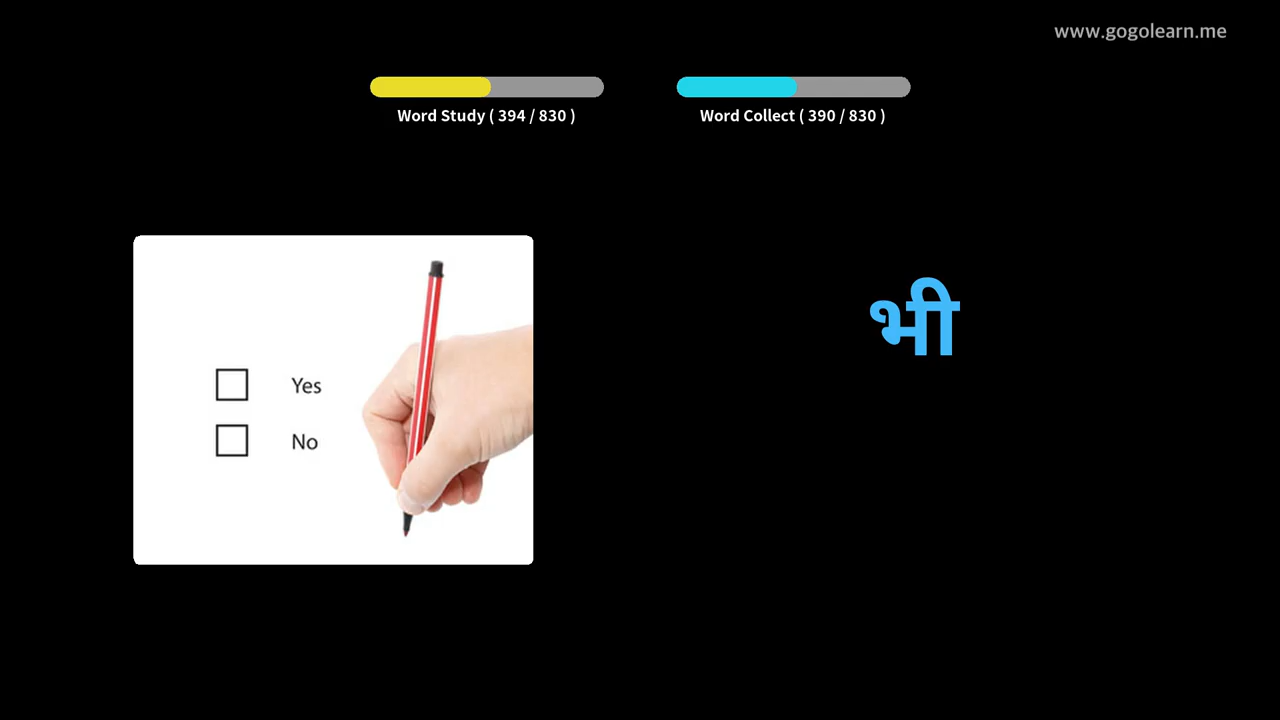 www.gogolearn.me
Word Study ( 394 / 830 )
Word Collect ( 390 / 830 )
Yes
No
भी